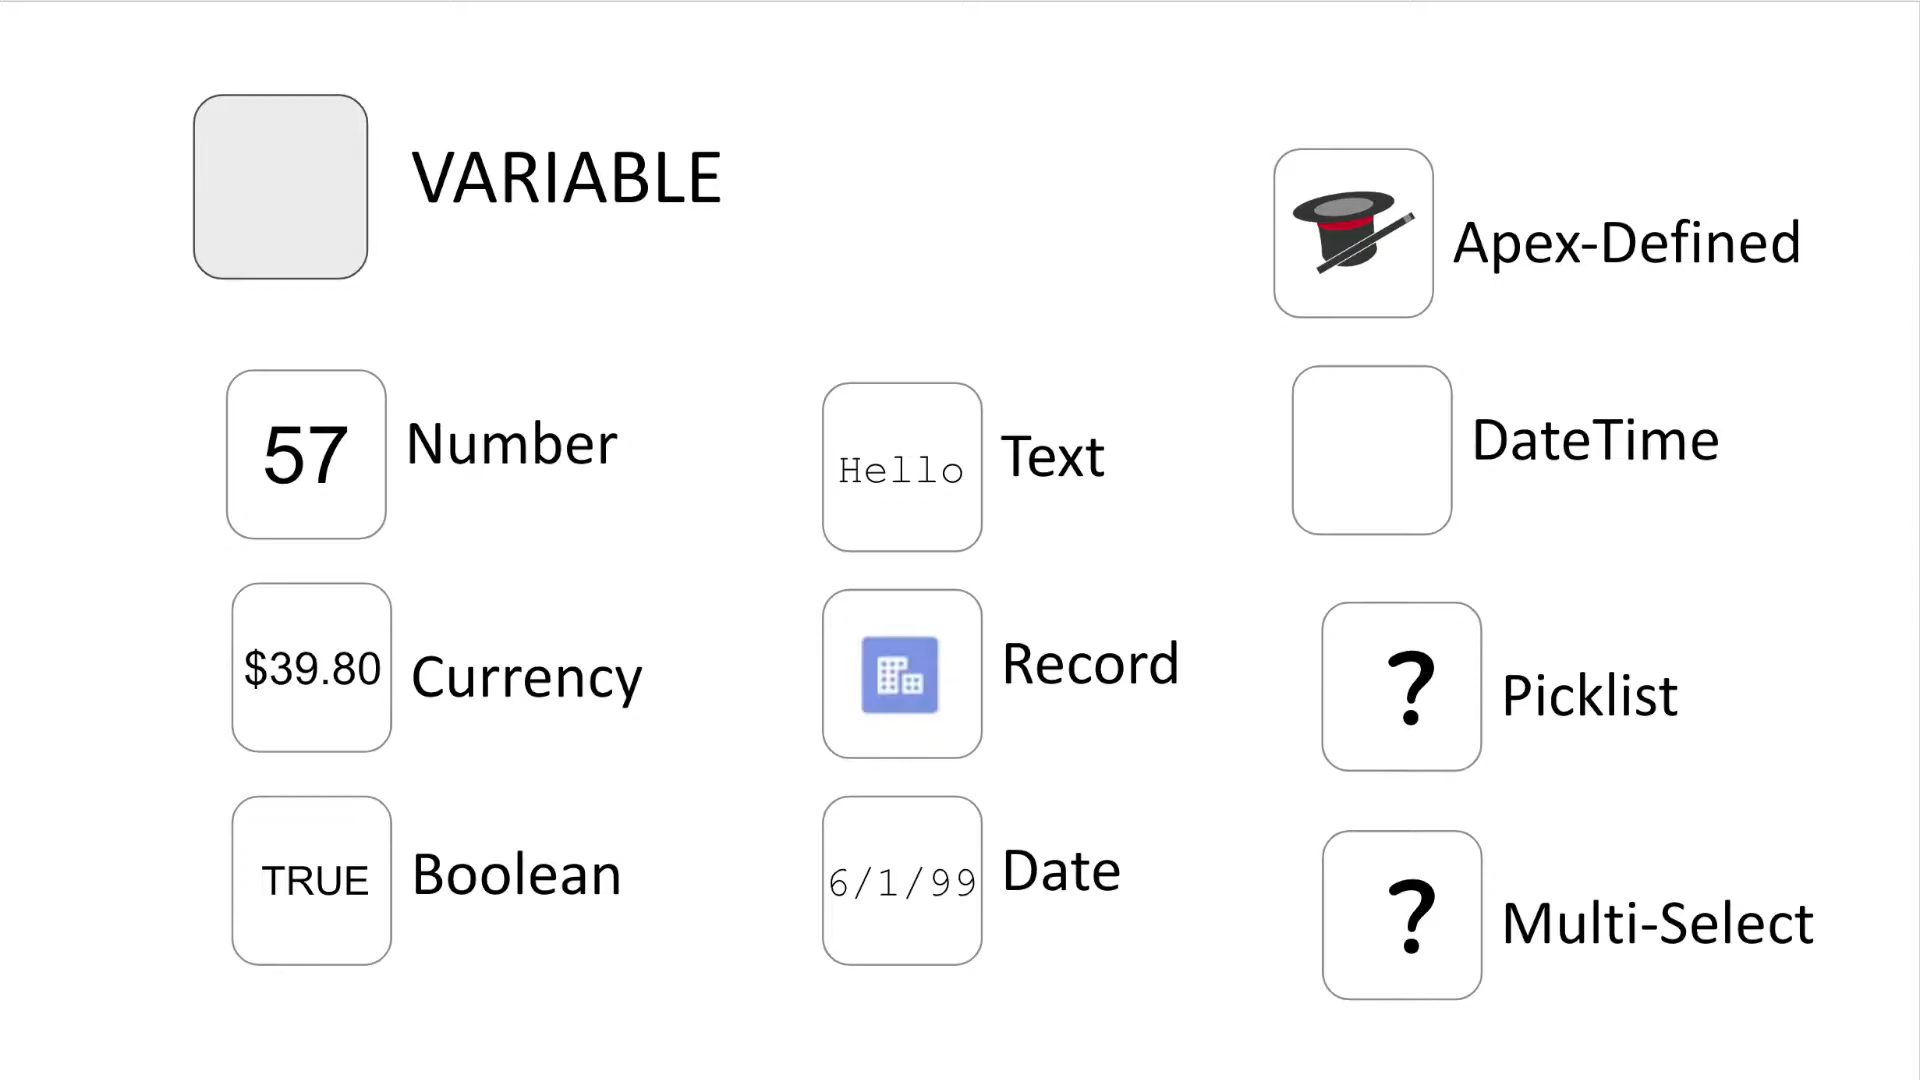 VARIABLE
57 Number
$39.80 Currency
TRUE Boolean
Hello Text
Record
6/1/99 Date
Apex-Defined
DateTime
? Picklist
? Multi-Select